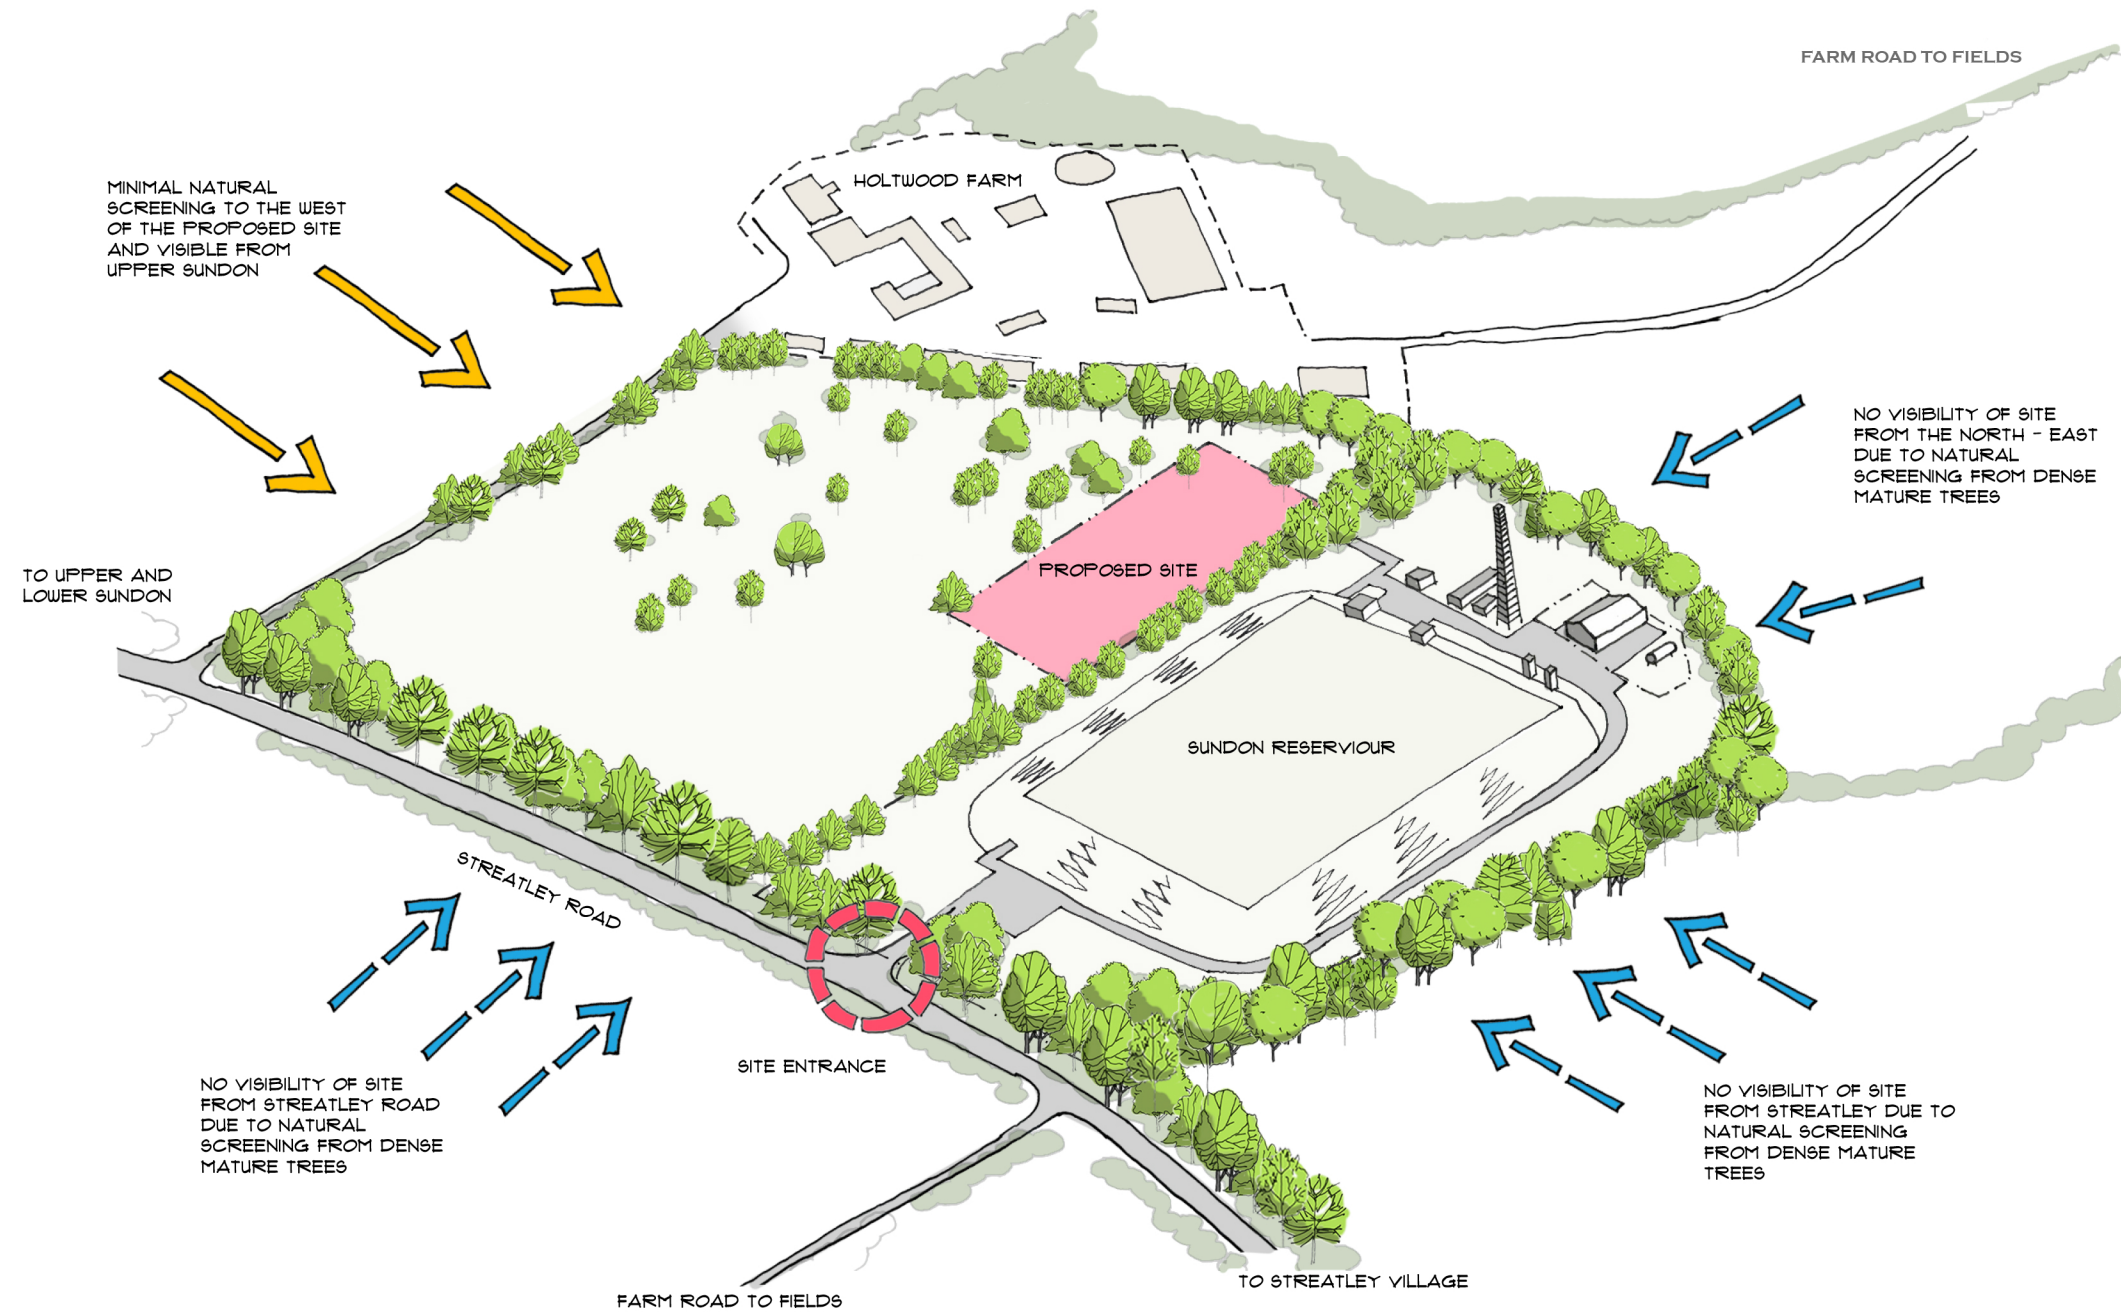 FARM ROAD TO FIELDS
MINIMAL NATURAL
SCREENING TO THE WEST
OF THE PROPOSED SITE
AND VISIBLE FROM
UPPER SUNDON
HOLTWOOD FARM
NO VISIBILITY OF SITE
FROM THE NORTH - EAST
DUE TO NATURAL
SCREENING FROM DENSE
MATURE TREES
TO UPPER AND
LOWER SUNDON
PROPOSED SITE
SUNDON RESERVIOUR
STREATLEY ROAD
SITE ENTRANCE
NO VISIBILITY OF SITE
FROM STREATLEY ROAD
DUE TO NATURAL
SCREENING FROM DENSE
MATURE TREES
NO VISIBILITY OF SITE
FROM STREATLEY DUE TO
NATURAL SCREENING
FROM DENSE MATURE
TREES
TO STREATLEY VILLAGE
FARM ROAD TO FIELDS